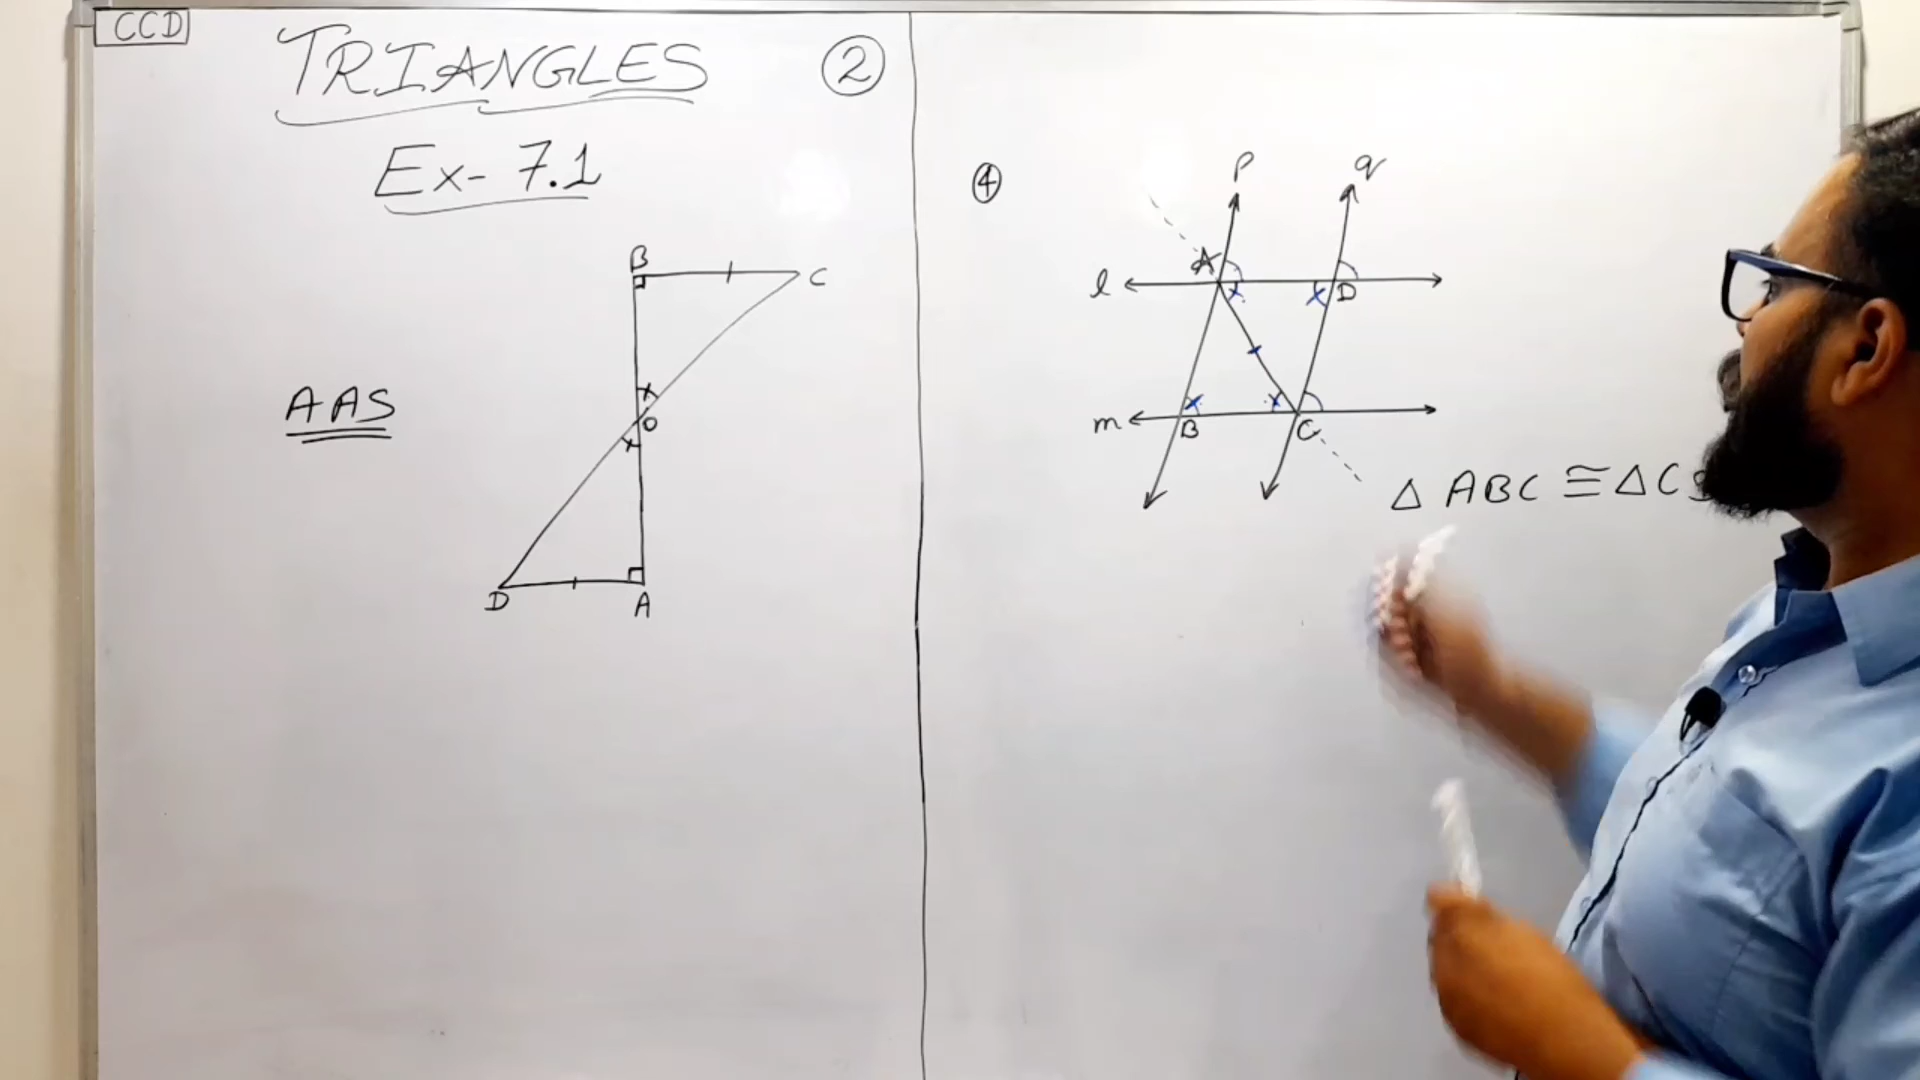 CCD
TRIANGLES
②
Ex- 7.1
B
C
AAS
O
D
A
④
p
q
A
l
D
m
B
C
△ ABC ≅ △ C